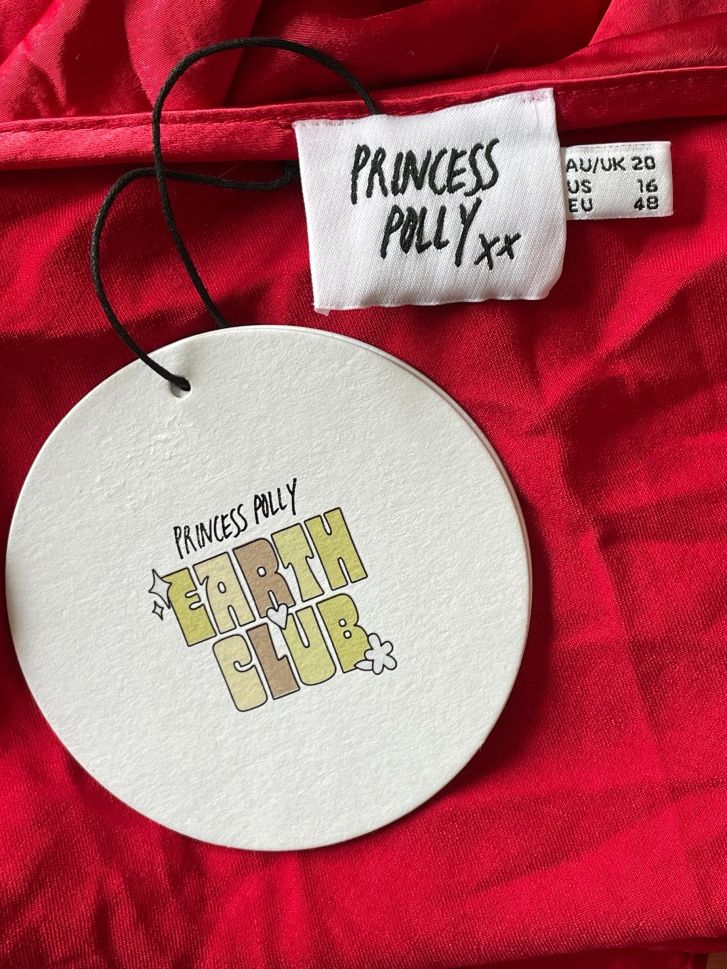 PRINCESS
POLLY xx
AU/UK 20
US 16
EU 48
PRINCESS POLLY
EARTH
CLUB